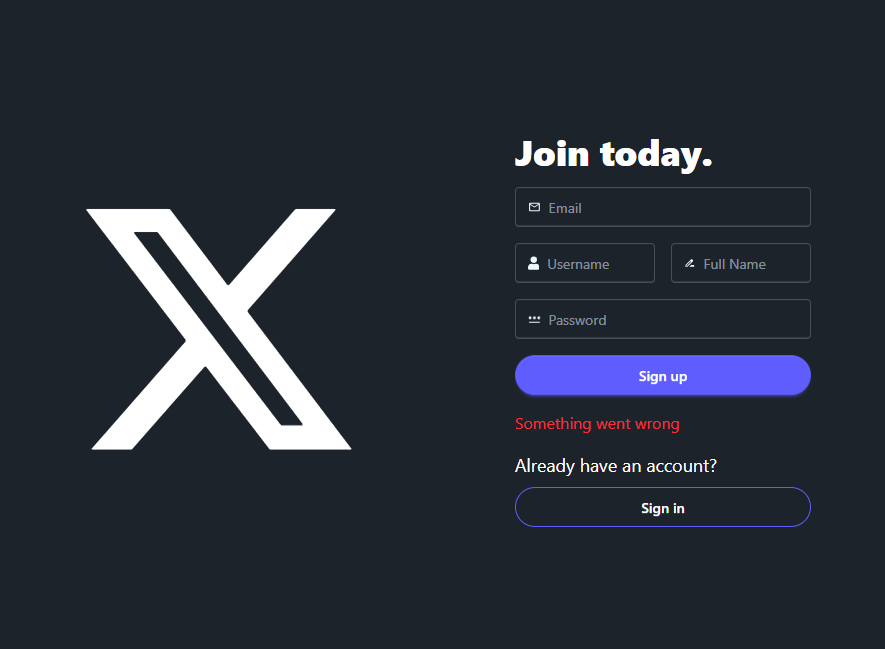 Join today.
Email
Username
Full Name
Password
Sign up
Something went wrong
Already have an account?
Sign in